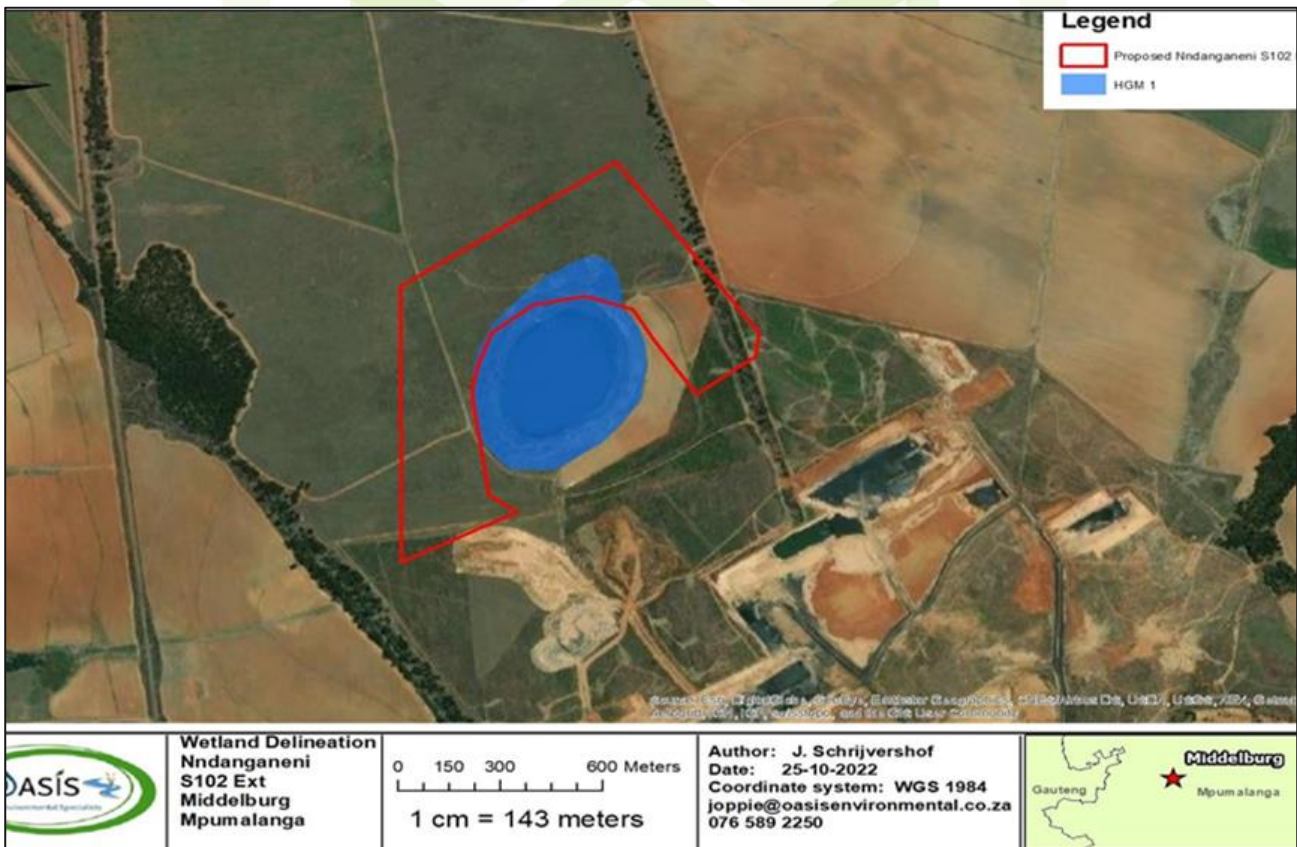 Legend
Proposed Nndanganeni S102
HGM 1
ASÍS
Wetland Delineation
Nndanganeni
S102 Ext
Middelburg
Mpumalanga
0 150 300 600 Meters
1 cm = 143 meters
Author: J. Schrijvershof
Date: 25-10-2022
Coordinate system: WGS 1984
joppie@oasisenvironmental.co.za
076 589 2250
Middelburg
Gauteng
Mpumalanga